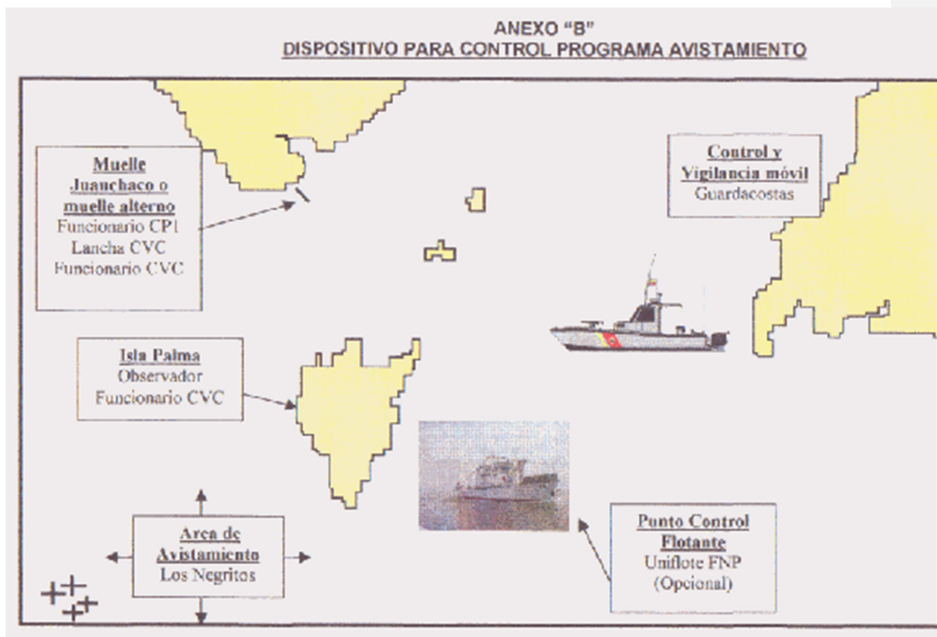 ANEXO “B”
DISPOSITIVO PARA CONTROL PROGRAMA AVISTAMIENTO
Muelle
Juanchaco o
muelle alterno
Funcionario CP1
Lancha CVC
Funcionario CVC
Control y
Vigilancia móvil
Guardacostas
Isla Palma
Observador
Funcionario CVC
Area de
Avistamiento
Los Negritos
Punto Control
Flotante
Uniflote FNP
(Opcional)